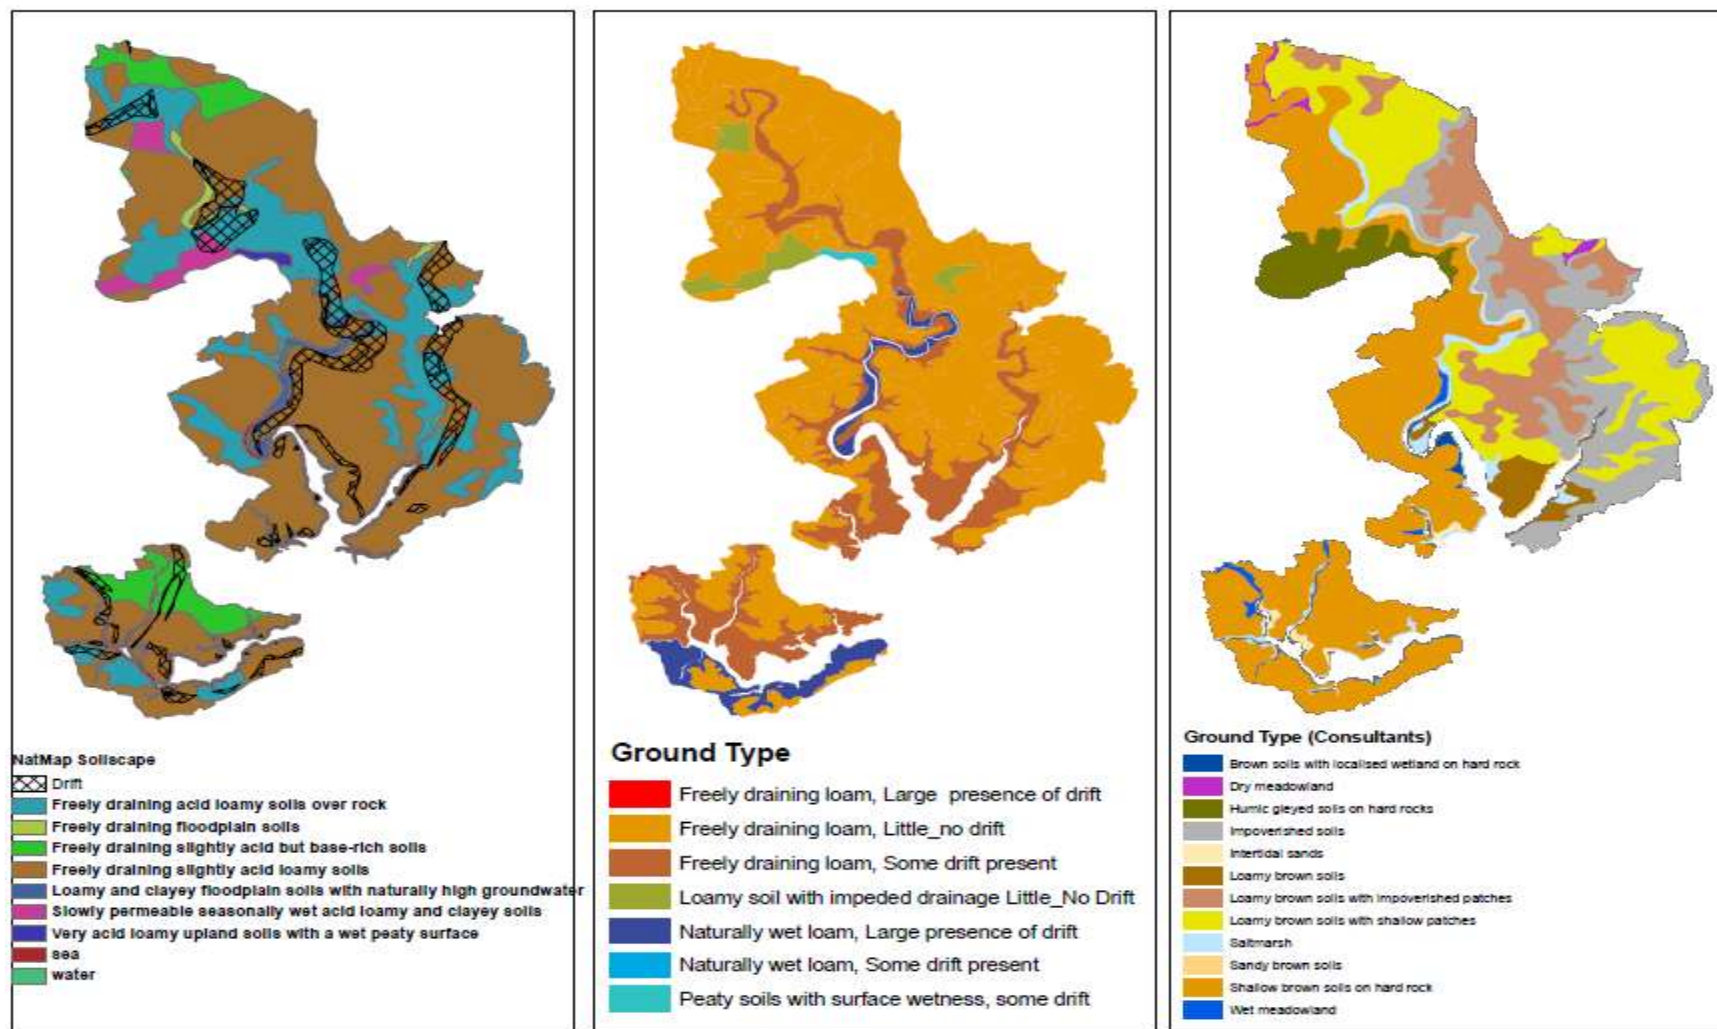 NatMap Soilscape
Drift
Freely draining acid loamy soils over rock
Freely draining floodplain soils
Freely draining slightly acid but base-rich soils
Freely draining slightly acid loamy soils
Loamy and clayey floodplain soils with naturally high groundwater
Slowly permeable seasonally wet acid loamy and clayey soils
Very acid loamy upland soils with a wet peaty surface
sea
water
Ground Type
Freely draining loam, Large presence of drift
Freely draining loam, Little_no drift
Freely draining loam, Some drift present
Loamy soil with impeded drainage Little_No Drift
Naturally wet loam, Large presence of drift
Naturally wet loam, Some drift present
Peaty soils with surface wetness, some drift
Ground Type (Consultants)
Brown soils with localised wetland on hard rock
Dry meadowland
Humic gleyed soils on hard rocks
Impoverished soils
Intertidal sands
Loamy brown soils
Loamy brown soils with impoverished patches
Loamy brown soils with shallow patches
Saltmarsh
Sandy brown soils
Shallow brown soils on hard rock
Wet meadowland